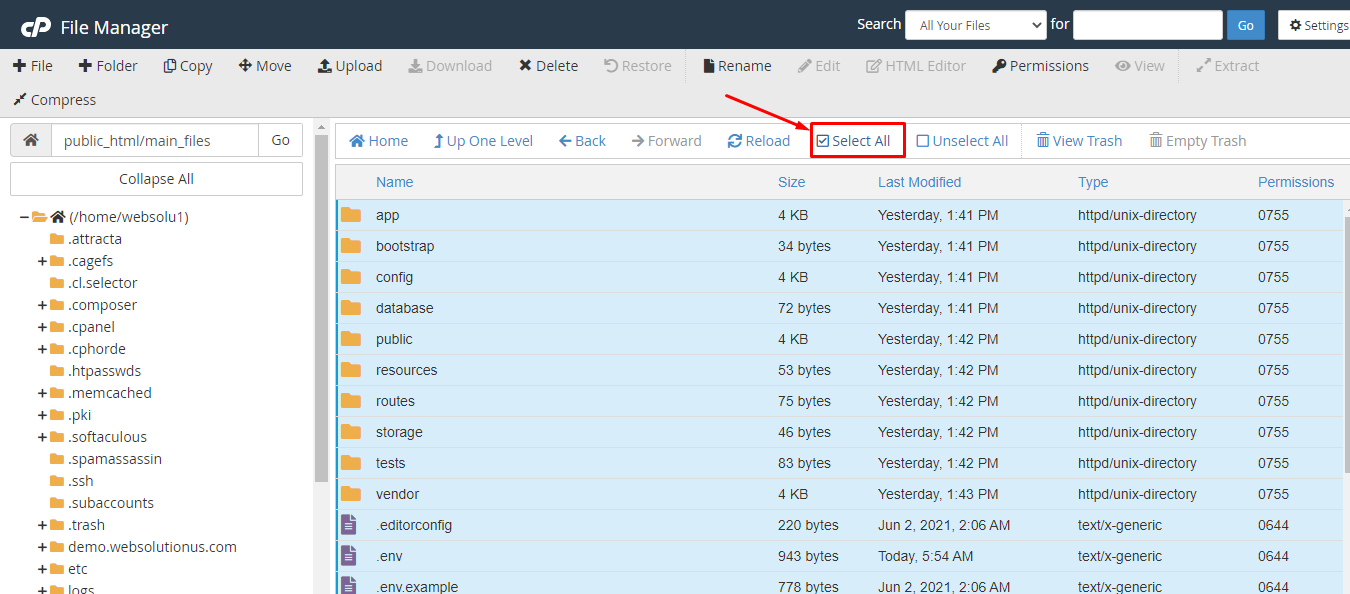 cP File Manager Search All Your Files for Go Settings
File Folder Copy Move Upload Download Delete Restore Rename Edit HTML Editor Permissions View Extract
Compress
public_html/main_files Go
Collapse All
(/home/websolu1)
.attracta
.cagefs
.cl.selector
.composer
.cpanel
.cphorde
.htpasswds
.memcached
.pki
.softaculous
.spamassassin
.ssh
.subaccounts
.trash
demo.websolutionus.com
etc
logs
Home Up One Level Back Forward Reload Select All Unselect All View Trash Empty Trash
Name Size Last Modified Type Permissions
app 4 KB Yesterday, 1:41 PM httpd/unix-directory 0755
bootstrap 34 bytes Yesterday, 1:41 PM httpd/unix-directory 0755
config 4 KB Yesterday, 1:41 PM httpd/unix-directory 0755
database 72 bytes Yesterday, 1:41 PM httpd/unix-directory 0755
public 4 KB Yesterday, 1:42 PM httpd/unix-directory 0755
resources 53 bytes Yesterday, 1:42 PM httpd/unix-directory 0755
routes 75 bytes Yesterday, 1:42 PM httpd/unix-directory 0755
storage 46 bytes Yesterday, 1:42 PM httpd/unix-directory 0755
tests 83 bytes Yesterday, 1:42 PM httpd/unix-directory 0755
vendor 4 KB Yesterday, 1:43 PM httpd/unix-directory 0755
.editorconfig 220 bytes Jun 2, 2021, 2:06 AM text/x-generic 0644
.env 943 bytes Today, 5:54 AM text/x-generic 0644
.env.example 778 bytes Jun 2, 2021, 2:06 AM text/x-generic 0644